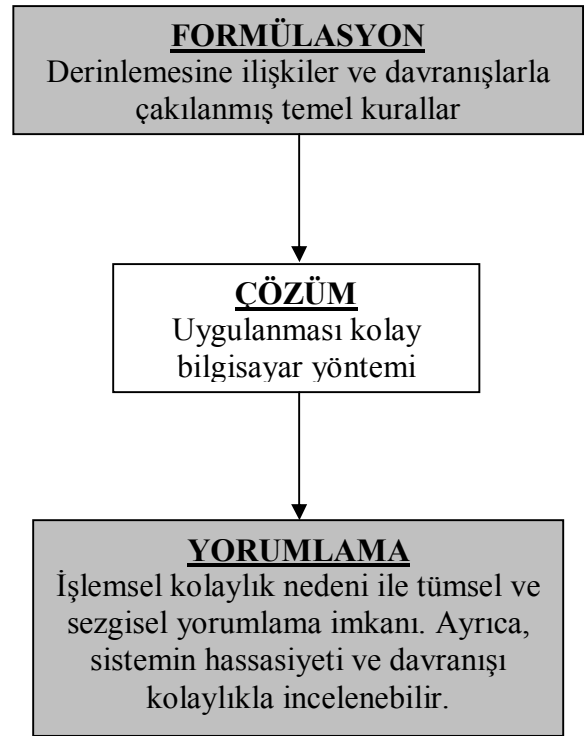 FORMÜLASYON
Derinlemesine ilişkiler ve davranışlarla
çakılanmış temel kurallar
ÇÖZÜM
Uygulanması kolay
bilgisayar yöntemi
YORUMLAMA
İşlemsel kolaylık nedeni ile tümsel ve
sezgisel yorumlama imkanı. Ayrıca,
sistemin hassasiyeti ve davranışı
kolaylıkla incelenebilir.